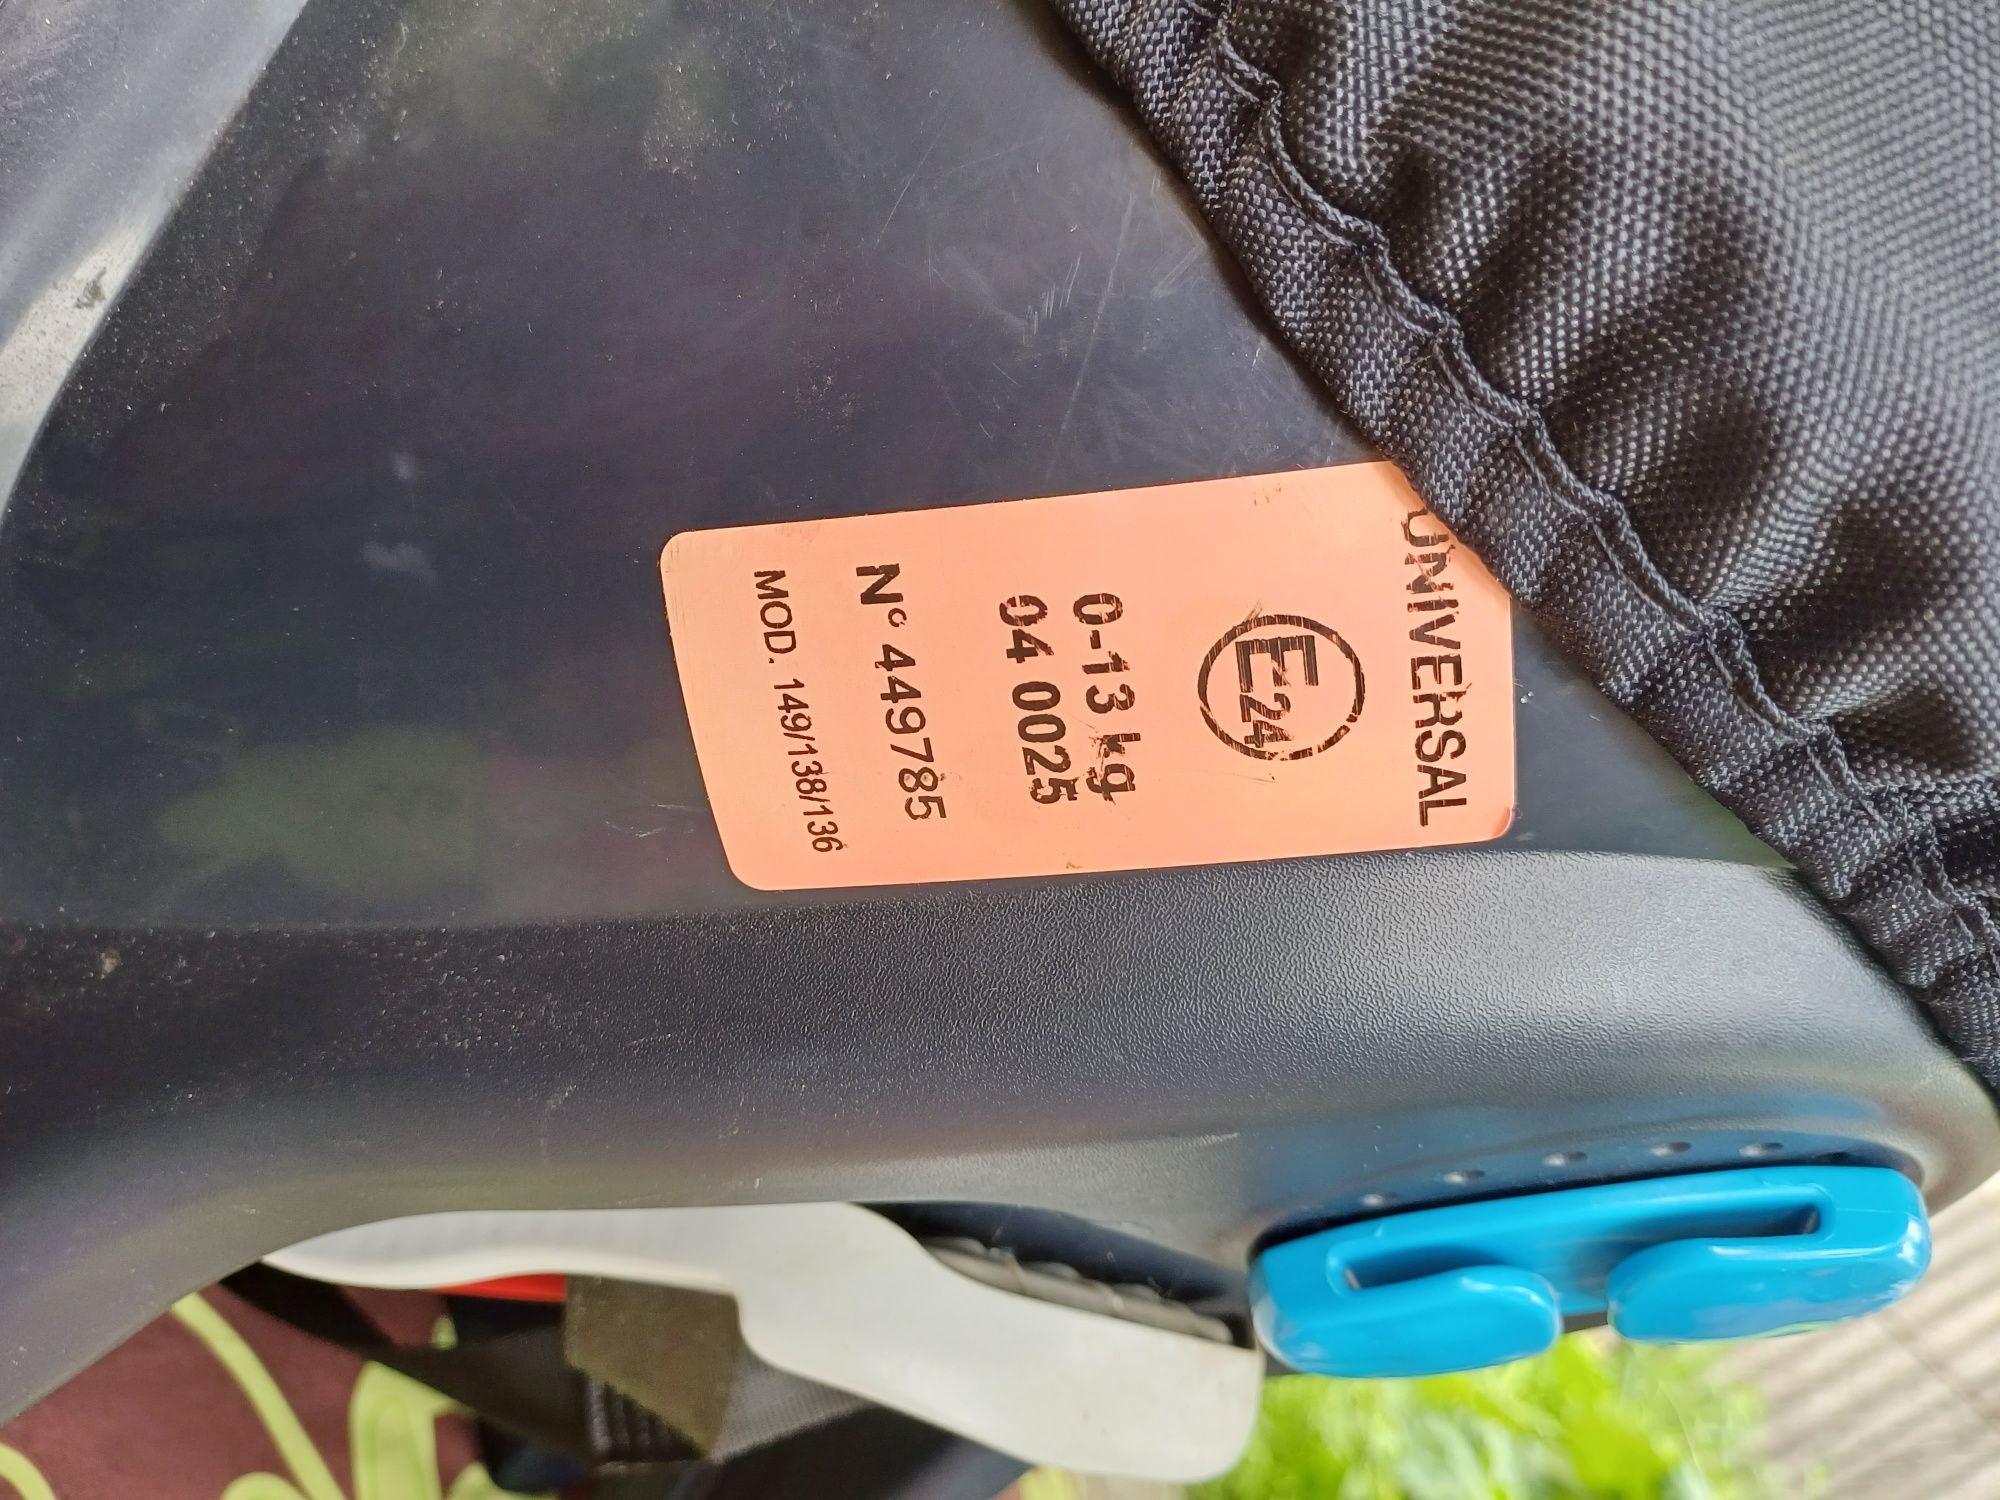 UNIVERSAL
E24
0-13 kg
04 0025
N° 449785
MOD. 149/138/136